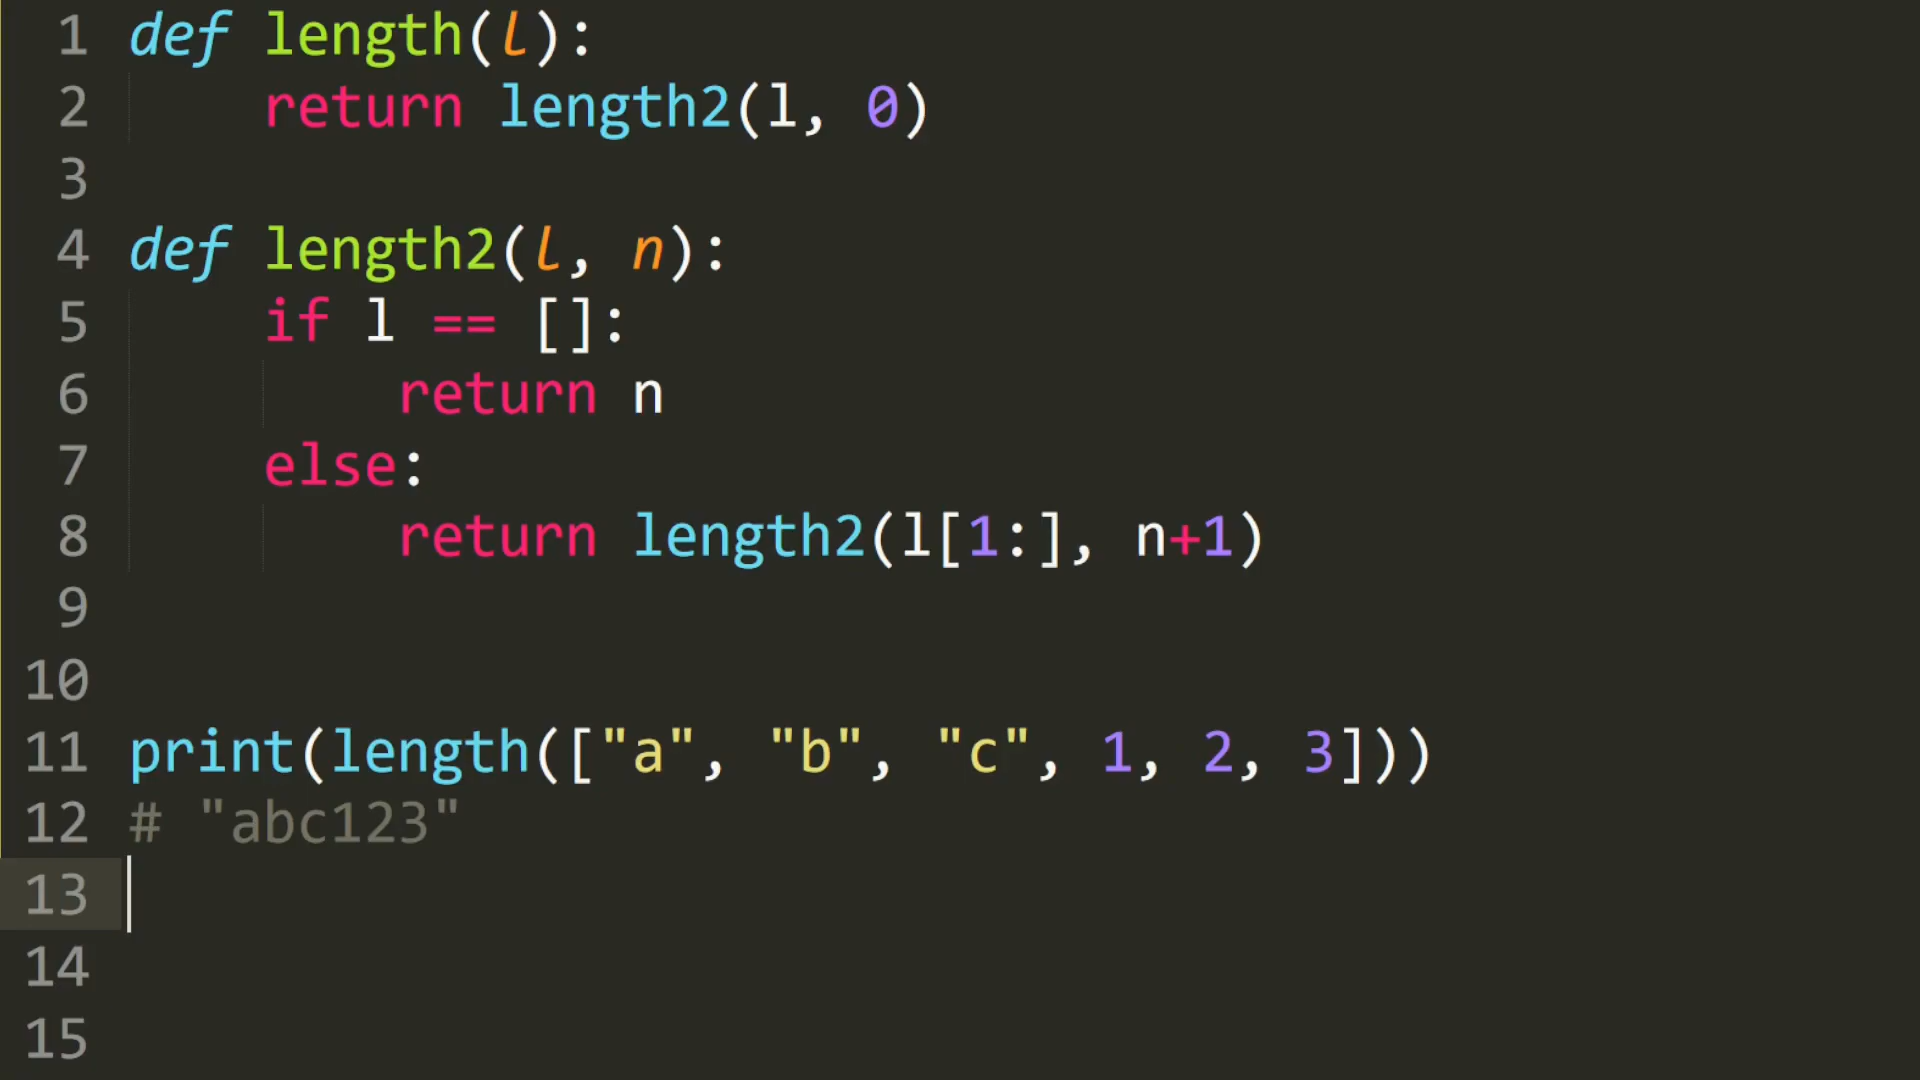 1 def length(l):
2     return length2(l, 0)
3
4 def length2(l, n):
5     if l == []:
6         return n
7     else:
8         return length2(l[1:], n+1)
9
10
11 print(length(["a", "b", "c", 1, 2, 3]))
12 # "abc123"
13
14
15